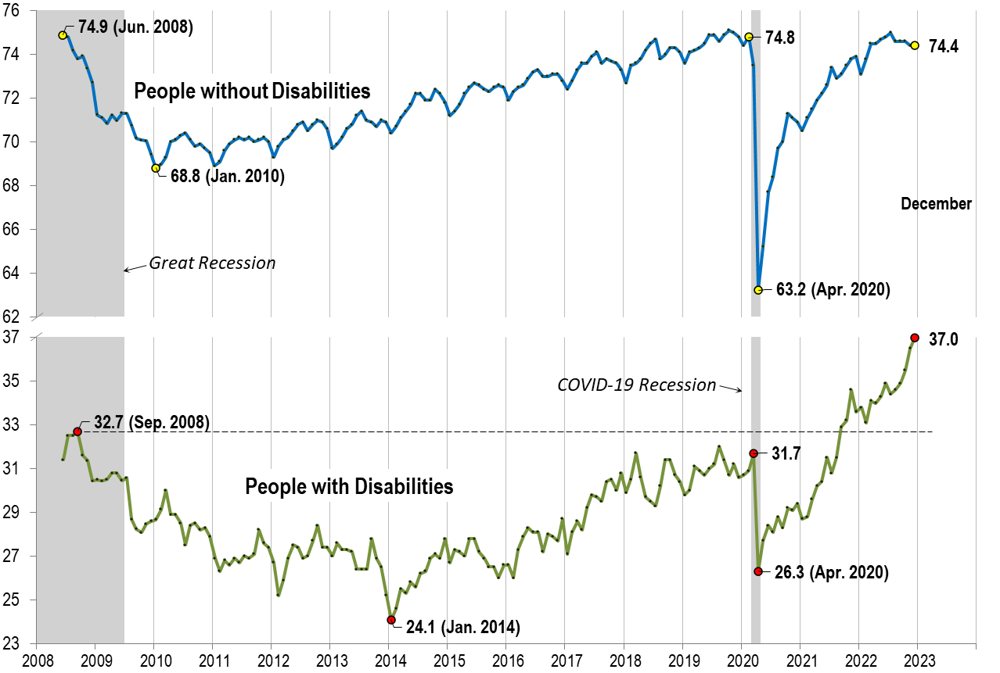 76
74.9 (Jun. 2008)
74.8
74
74.4
People without Disabilities
72
70
68.8 (Jan. 2010)
68
December
66
Great Recession
64
63.2 (Apr. 2020)
62
37
37.0
35
COVID-19 Recession
32.7 (Sep. 2008)
33
31.7
31
People with Disabilities
29
27
26.3 (Apr. 2020)
25
24.1 (Jan. 2014)
23
2008 2009 2010 2011 2012 2013 2014 2015 2016 2017 2018 2019 2020 2021 2022 2023